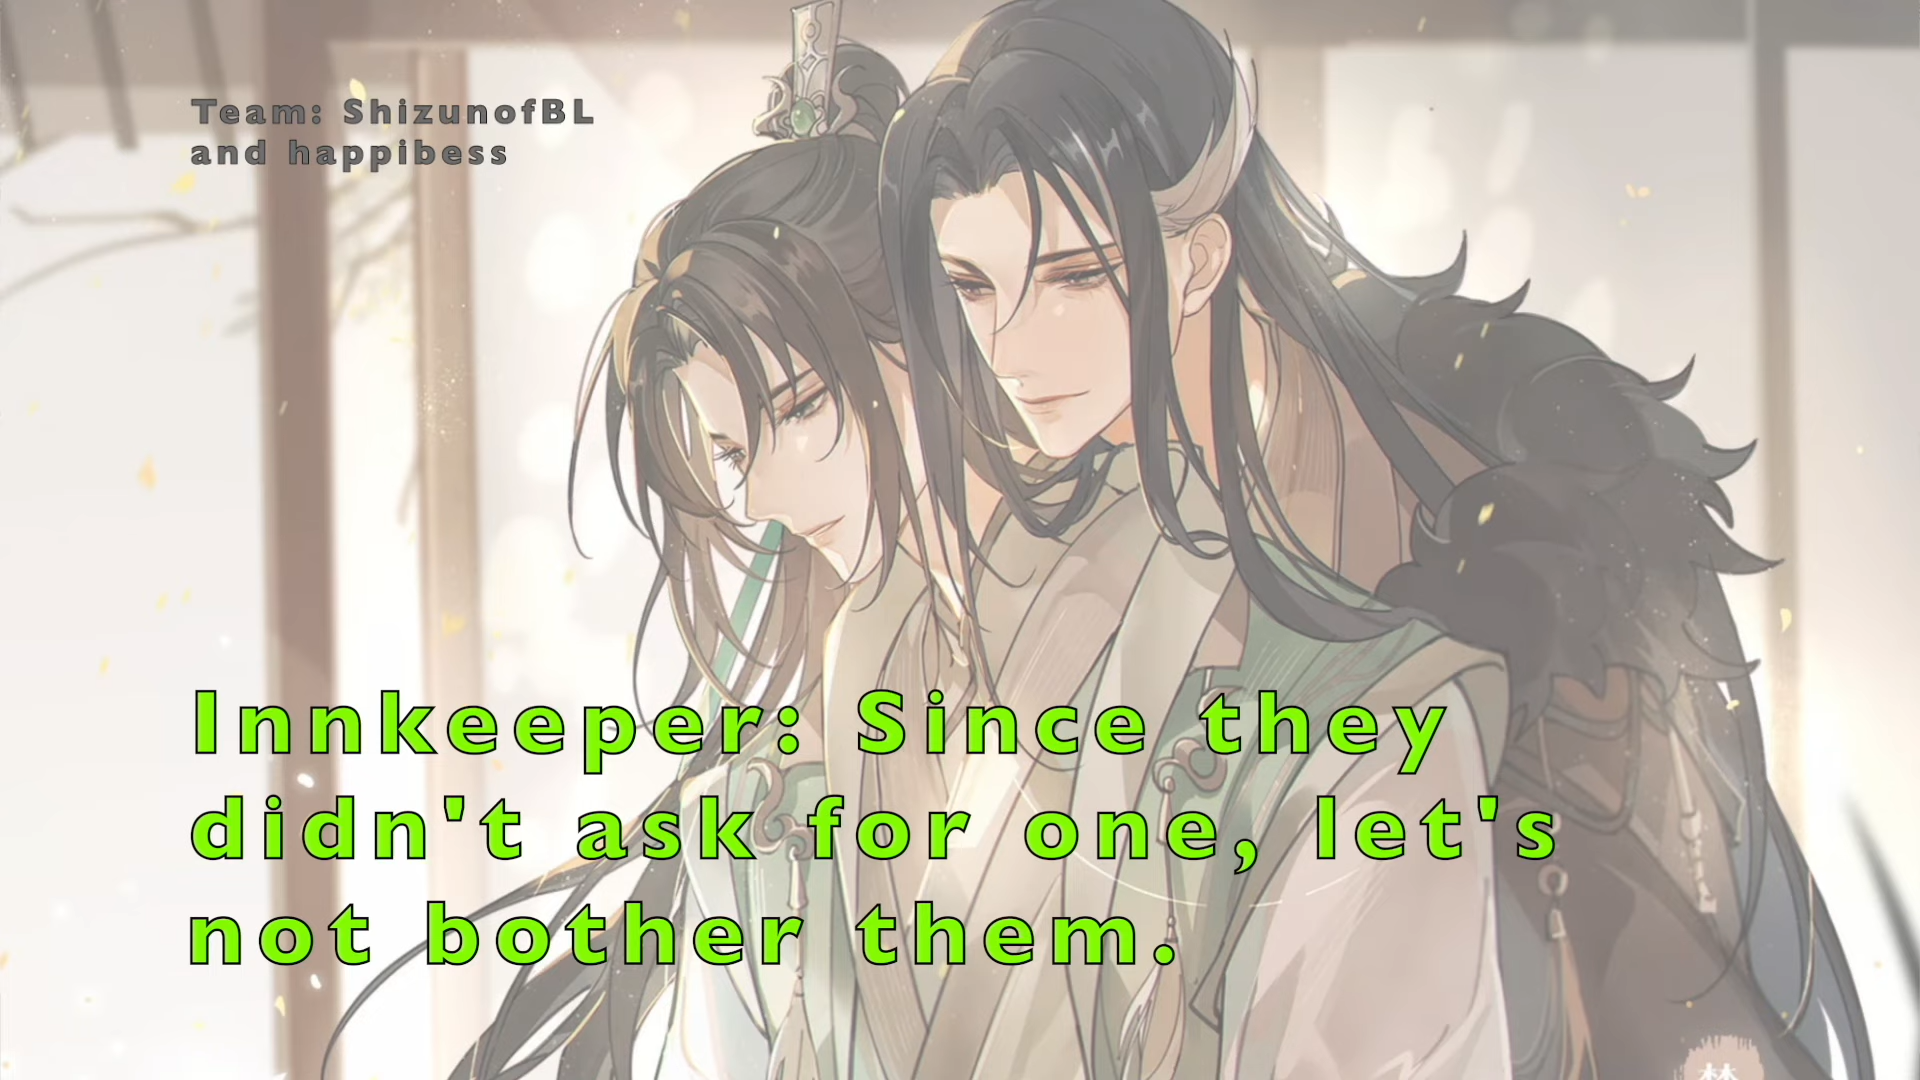 Team: ShizunofBL
and happibess
Innkeeper: Since they
didn't ask for one, let's
not bother them.